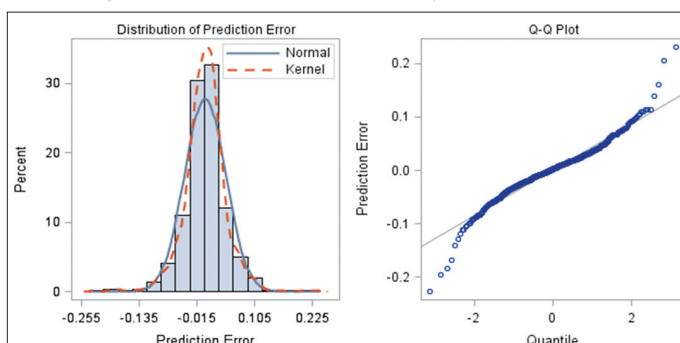 Distribution of Prediction Error
Normal
Kernel
Percent
30
20
10
0
-0.255 -0.135 -0.015 0.105 0.225
Prediction Error
Q-Q Plot
Prediction Error
0.2
0.1
0.0
-0.1
-0.2
-2 0 2
Quantile